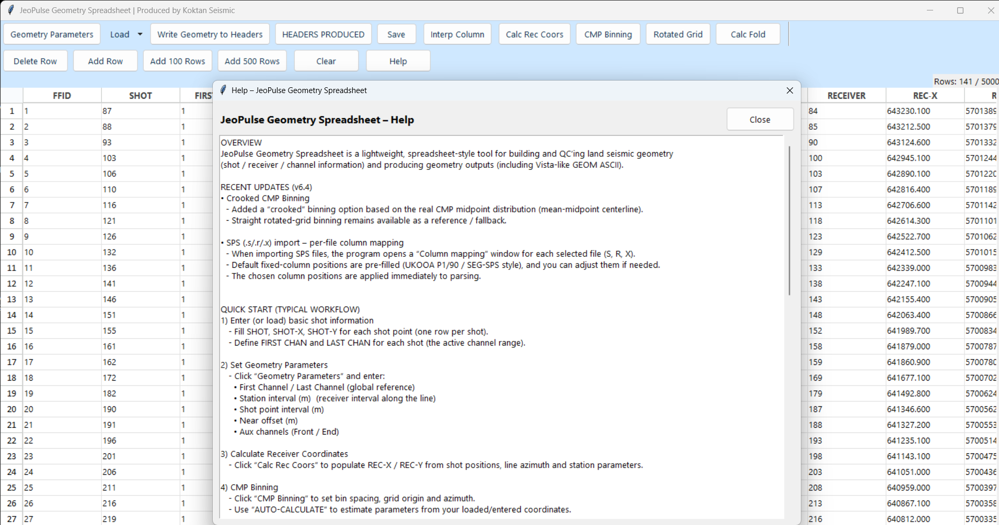 JeoPulse Geometry Spreadsheet | Produced by Koktan Seismic
Geometry Parameters Load Write Geometry to Headers HEADERS PRODUCED Save Interp Column Calc Rec Coors CMP Binning Rotated Grid Calc Fold
Delete Row Add Row Add 100 Rows Add 500 Rows Clear Help
Rows: 141 / 5000
FFID SHOT FIRS
1 1 87 1
2 2 88 1
3 3 93 1
4 4 103 1
5 5 106 1
6 6 110 1
7 7 116 1
8 8 121 1
9 9 126 1
10 10 132 1
11 11 136 1
12 12 141 1
13 13 146 1
14 14 151 1
15 15 155 1
16 16 161 1
17 17 162 1
18 18 172 1
19 19 182 1
20 20 190 1
21 21 191 1
22 22 196 1
23 23 201 1
24 24 206 1
25 25 211 1
26 26 216 1
27 27 219 1
Help – JeoPulse Geometry Spreadsheet
JeoPulse Geometry Spreadsheet – Help
Close
OVERVIEW
JeoPulse Geometry Spreadsheet is a lightweight, spreadsheet-style tool for building and QC'ing land seismic geometry
(shot / receiver / channel information) and producing geometry outputs (including Vista-like GEOM ASCII).
RECENT UPDATES (v6.4)
• Crooked CMP Binning
- Added a “crooked” binning option based on the real CMP midpoint distribution (mean-midpoint centerline).
- Straight rotated-grid binning remains available as a reference / fallback.
• SPS (.s/.r/.x) import – per-file column mapping
- When importing SPS files, the program opens a “Column mapping” window for each selected file (S, R, X).
- Default fixed-column positions are pre-filled (UKOOA P1/90 / SEG-SPS style), and you can adjust them if needed.
- The chosen column positions are applied immediately to parsing.
QUICK START (TYPICAL WORKFLOW)
1) Enter (or load) basic shot information
- Fill SHOT, SHOT-X, SHOT-Y for each shot point (one row per shot).
- Define FIRST CHAN and LAST CHAN for each shot (the active channel range).
2) Set Geometry Parameters
- Click “Geometry Parameters” and enter:
• First Channel / Last Channel (global reference)
• Station interval (m)  (receiver interval along the line)
• Shot point interval (m)
• Near offset (m)
• Aux channels (Front / End)
3) Calculate Receiver Coordinates
- Click “Calc Rec Coors” to populate REC-X / REC-Y from shot positions, line azimuth and station parameters.
4) CMP Binning
- Click “CMP Binning” to set bin spacing, grid origin and azimuth.
- Use “AUTO-CALCULATE” to estimate parameters from your loaded/entered coordinates.
RECEIVER REC-X R
84 643230.100 5701389
85 643212.500 5701379
90 643124.600 5701332
100 642945.100 5701244
103 642890.100 5701220
107 642816.400 5701189
113 642706.600 5701142
118 642614.300 5701101
123 642522.700 5701062
129 642412.500 5701015
133 642339.000 5700983
138 642247.100 5700944
143 642155.400 5700905
148 642063.400 5700866
152 641989.700 5700834
158 641879.000 5700787
159 641860.900 5700780
169 641677.100 5700702
179 641492.800 5700624
187 641346.600 5700562
188 641327.200 5700553
193 641235.100 5700514
198 641143.100 5700475
203 641051.000 5700436
208 640959.000 5700397
213 640867.100 5700358
216 640812.000 5700335